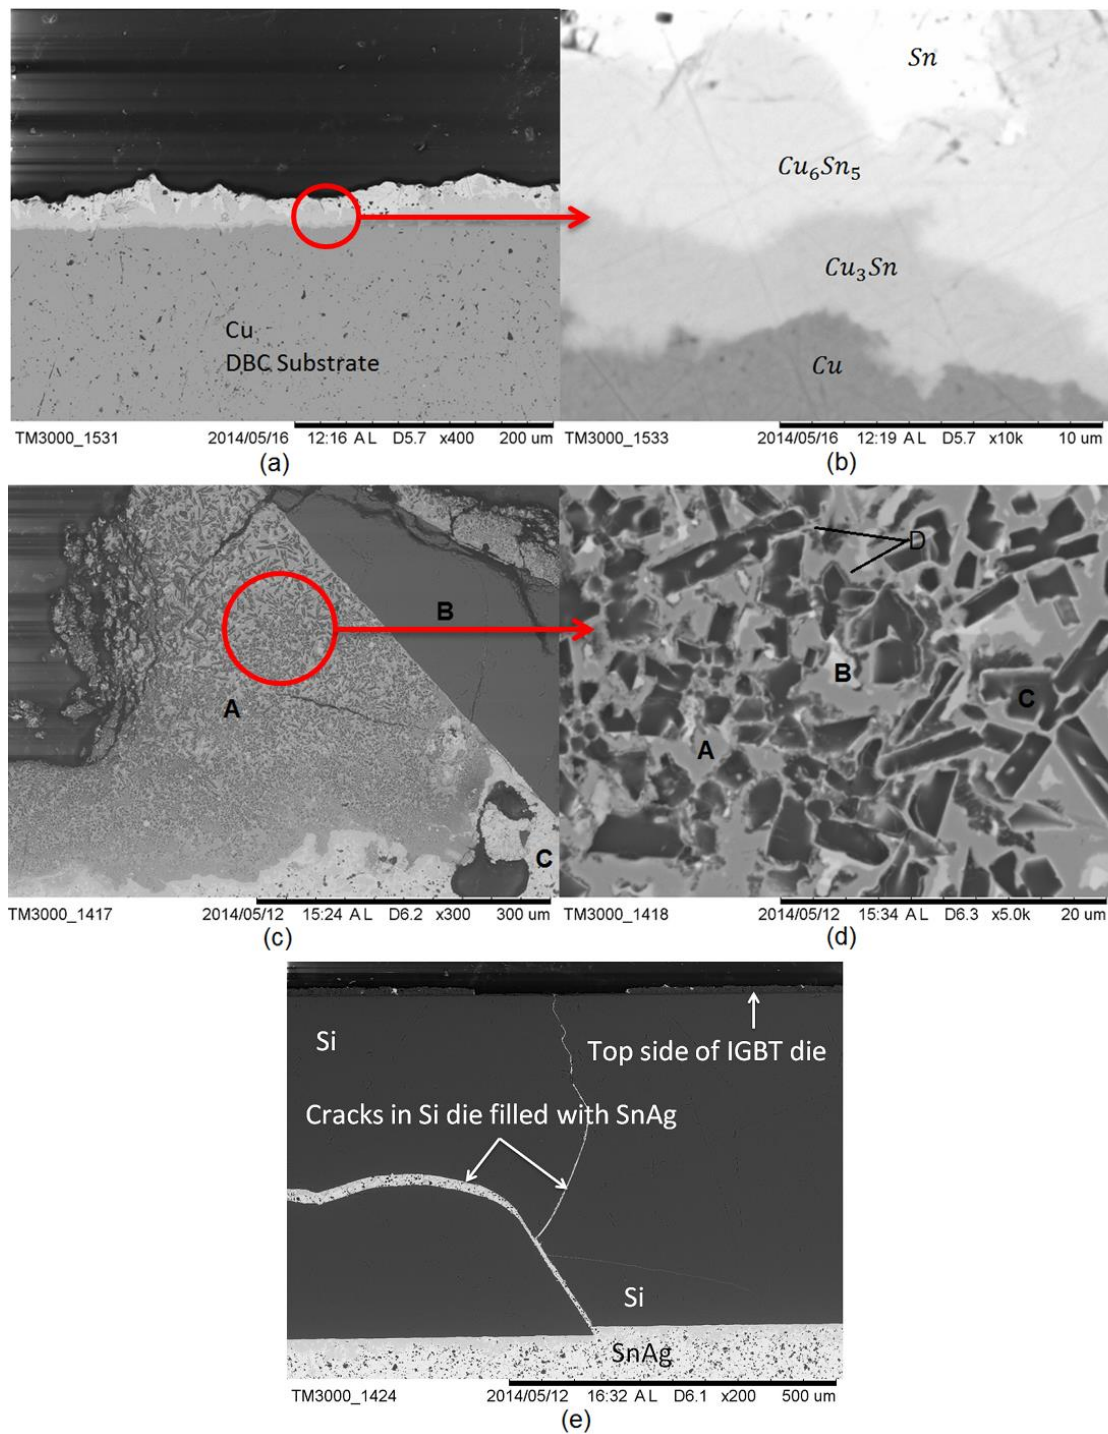 Cu
DBC Substrate
TM3000_1531 2014/05/16 12:16 A L D5.7 x400 200 um
(a)
Sn
Cu₆Sn₅
Cu₃Sn
Cu
TM3000_1533 2014/05/16 12:19 A L D5.7 x10k 10 um
(b)
B
A
C
TM3000_1417 2014/05/12 15:24 A L D6.2 x300 300 um
(c)
D
B
C
A
TM3000_1418 2014/05/12 15:34 A L D6.3 x5.0k 20 um
(d)
Si
Top side of IGBT die
Cracks in Si die filled with SnAg
Si
SnAg
TM3000_1424 2014/05/12 16:32 A L D6.1 x200 500 um
(e)